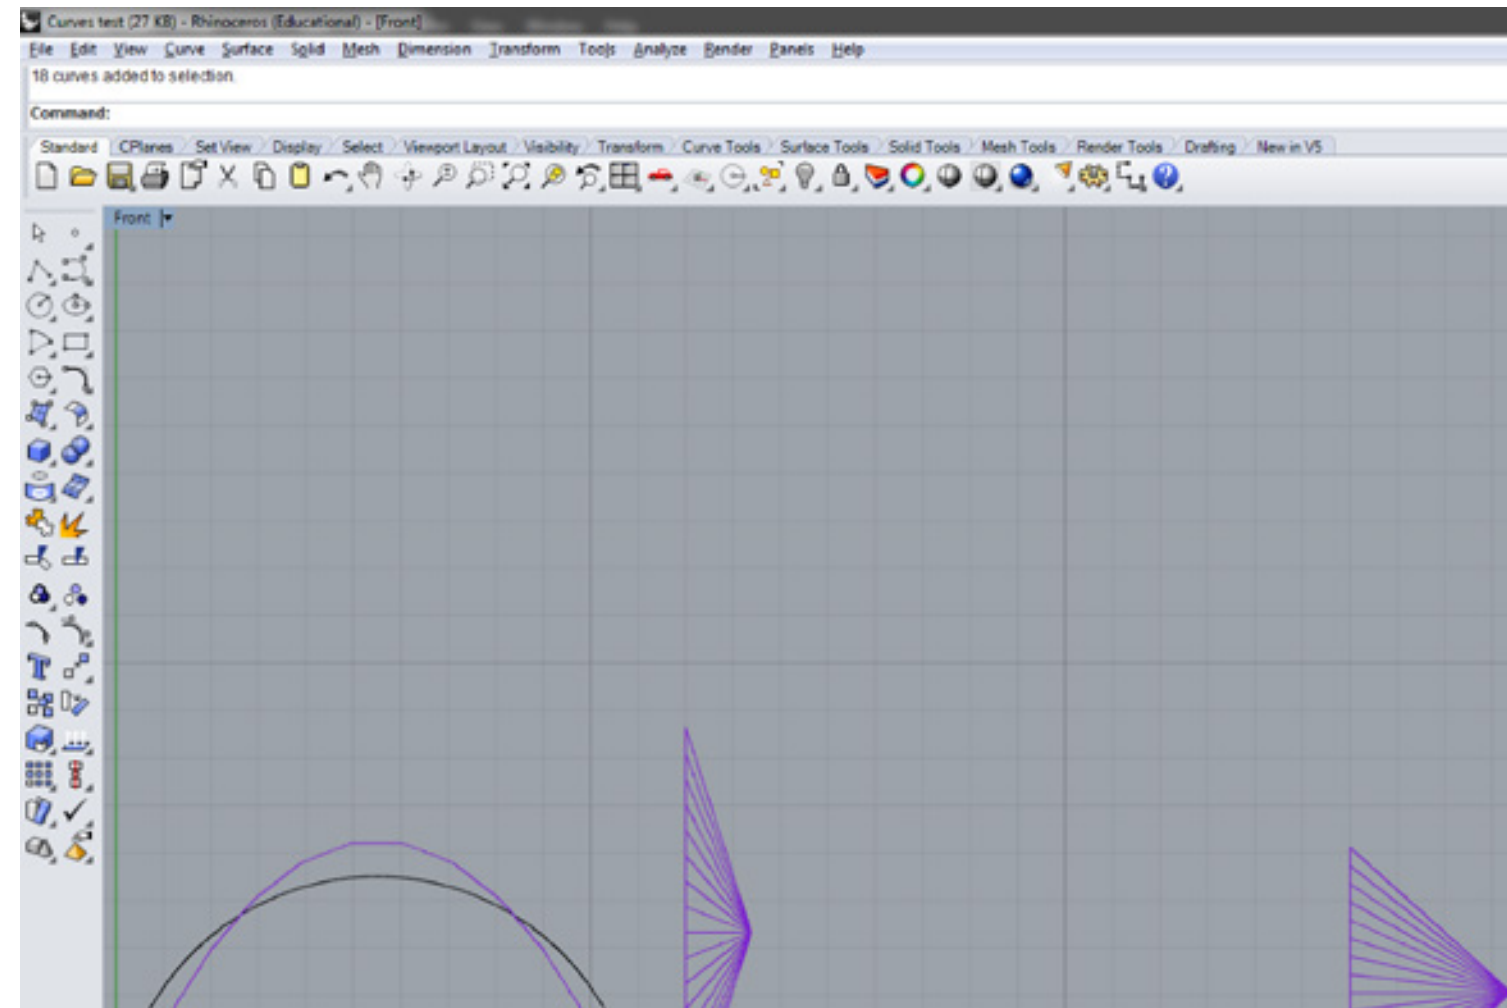 Curves test (27 KB) - Rhinoceros (Educational) - [Front]
File Edit View Curve Surface Solid Mesh Dimension Transform Tools Analyze Render Panels Help
18 curves added to selection.
Command:
Standard CPlanes Set View Display Select Viewport Layout Visibility Transform Curve Tools Surface Tools Solid Tools Mesh Tools Render Tools Drafting New in V5
Front